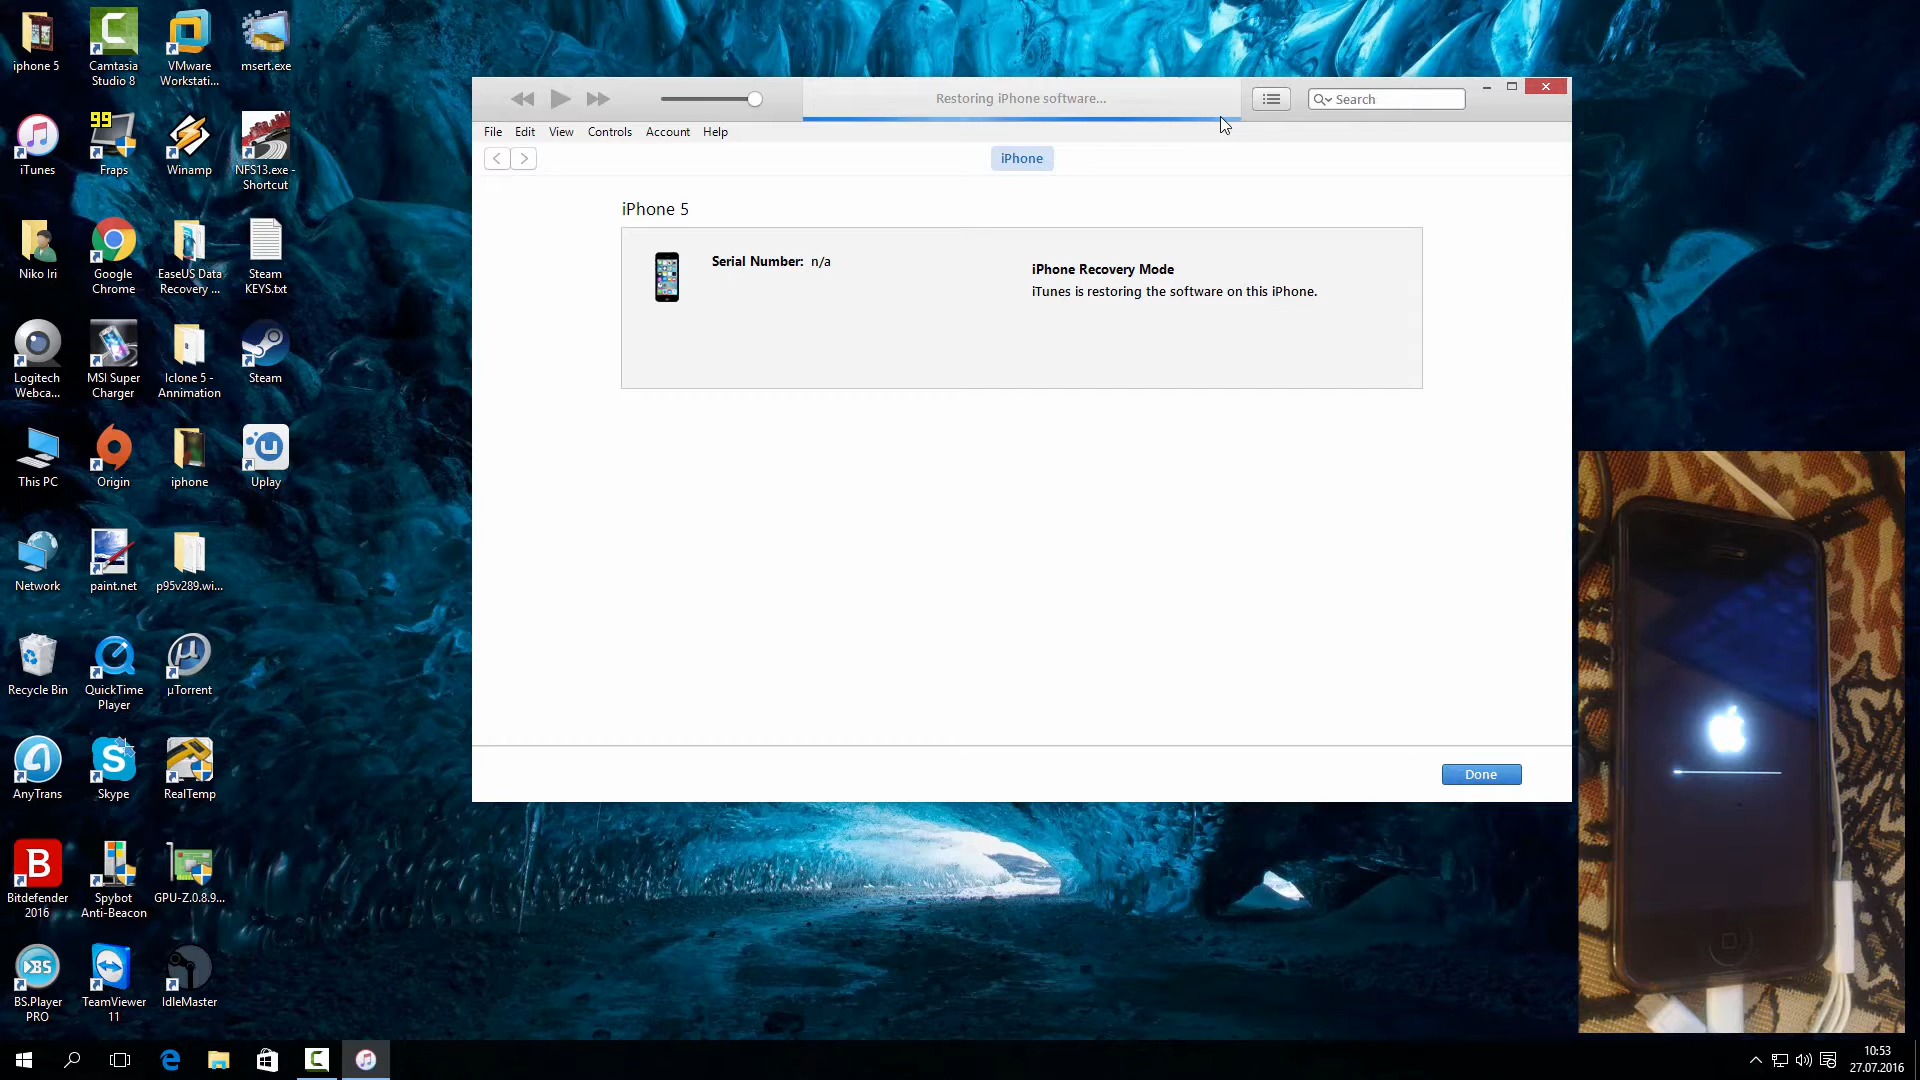 iphone 5
Camtasia
Studio 8
VMware
Workstati...
msert.exe
iTunes
99
Fraps
Winamp
NFS13.exe -
Shortcut
Niko Iri
Google
Chrome
EaseUS Data
Recovery ...
Steam
KEYS.txt
Logitech
Webca...
MSI Super
Charger
Iclone 5 -
Annimation
Steam
This PC
Origin
iphone
Uplay
Network
paint.net
p95v289.wi...
Recycle Bin
QuickTime
Player
µTorrent
AnyTrans
Skype
RealTemp
Bitdefender
2016
Spybot
Anti-Beacon
GPU-Z.0.8.9...
BS.Player
PRO
TeamViewer
11
IdleMaster
Restoring iPhone software...
Search
File Edit View Controls Account Help
iPhone
iPhone 5
Serial Number: n/a
iPhone Recovery Mode
iTunes is restoring the software on this iPhone.
Done
10:53
27.07.2016